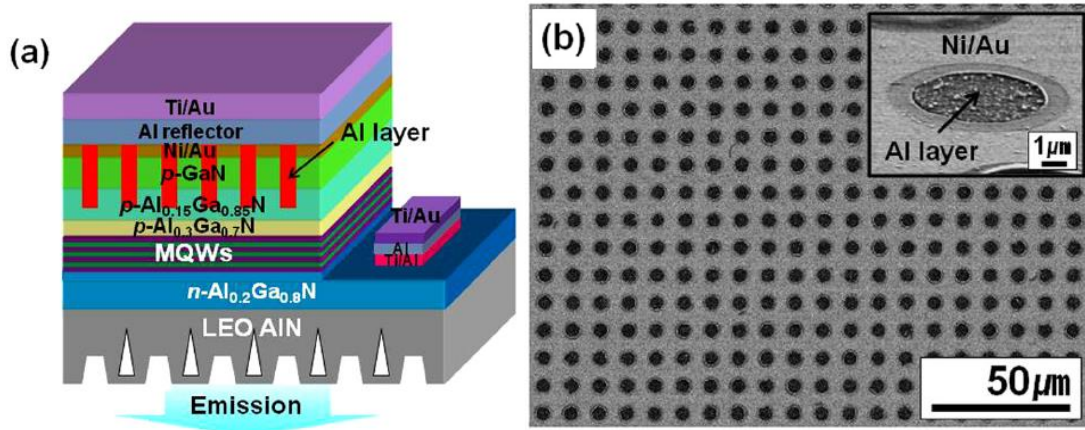 (a)
Ti/Au
Al reflector
Ni/Au
Al layer
p-GaN
p-Al0.15Ga0.85N
p-Al0.3Ga0.7N
MQWs
Ti/Au
Al
Ti/Al
n-Al0.2Ga0.8N
LEO AlN
Emission
(b)
Ni/Au
Al layer
1μm
50μm